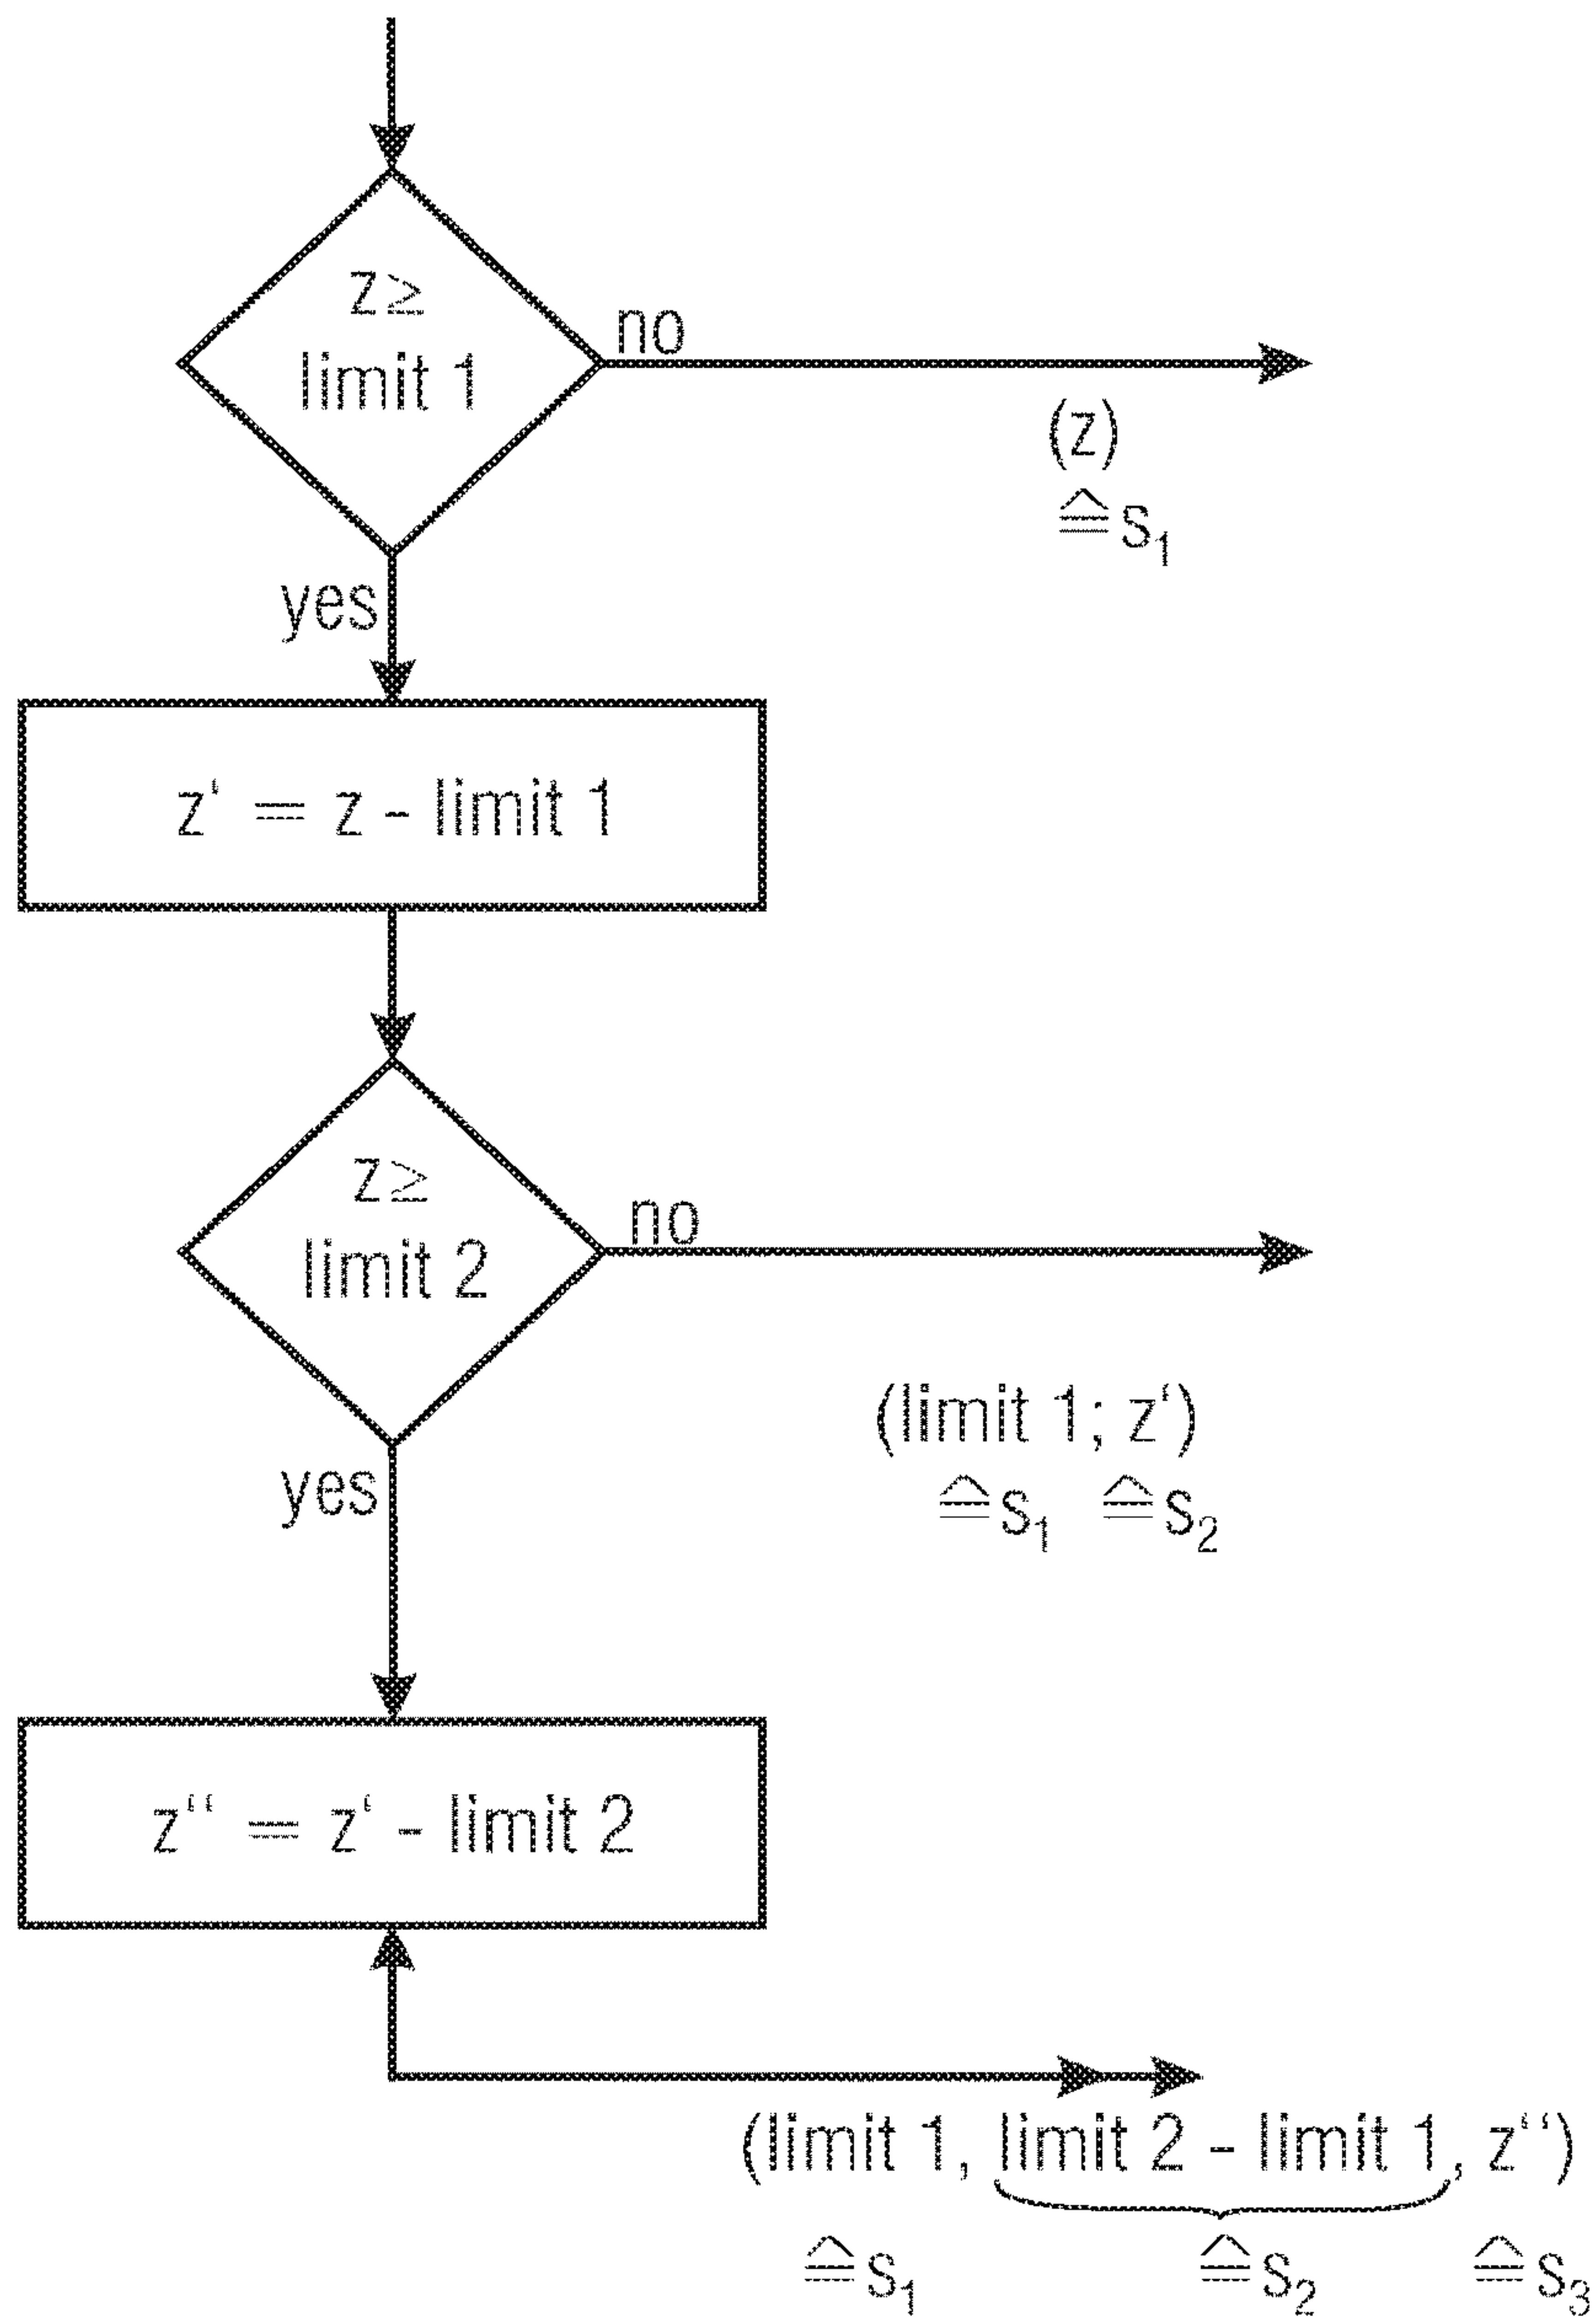 z≥
limit 1
no
(z)
≙s₁
yes
z‘ = z - limit 1
z≥
limit 2
no
(limit 1; z‘)
≙s₁ ≙s₂
yes
z‘‘ = z‘ - limit 2
(limit 1, limit 2 - limit 1, z‘‘)
≙s₁ ≙s₂ ≙s₃